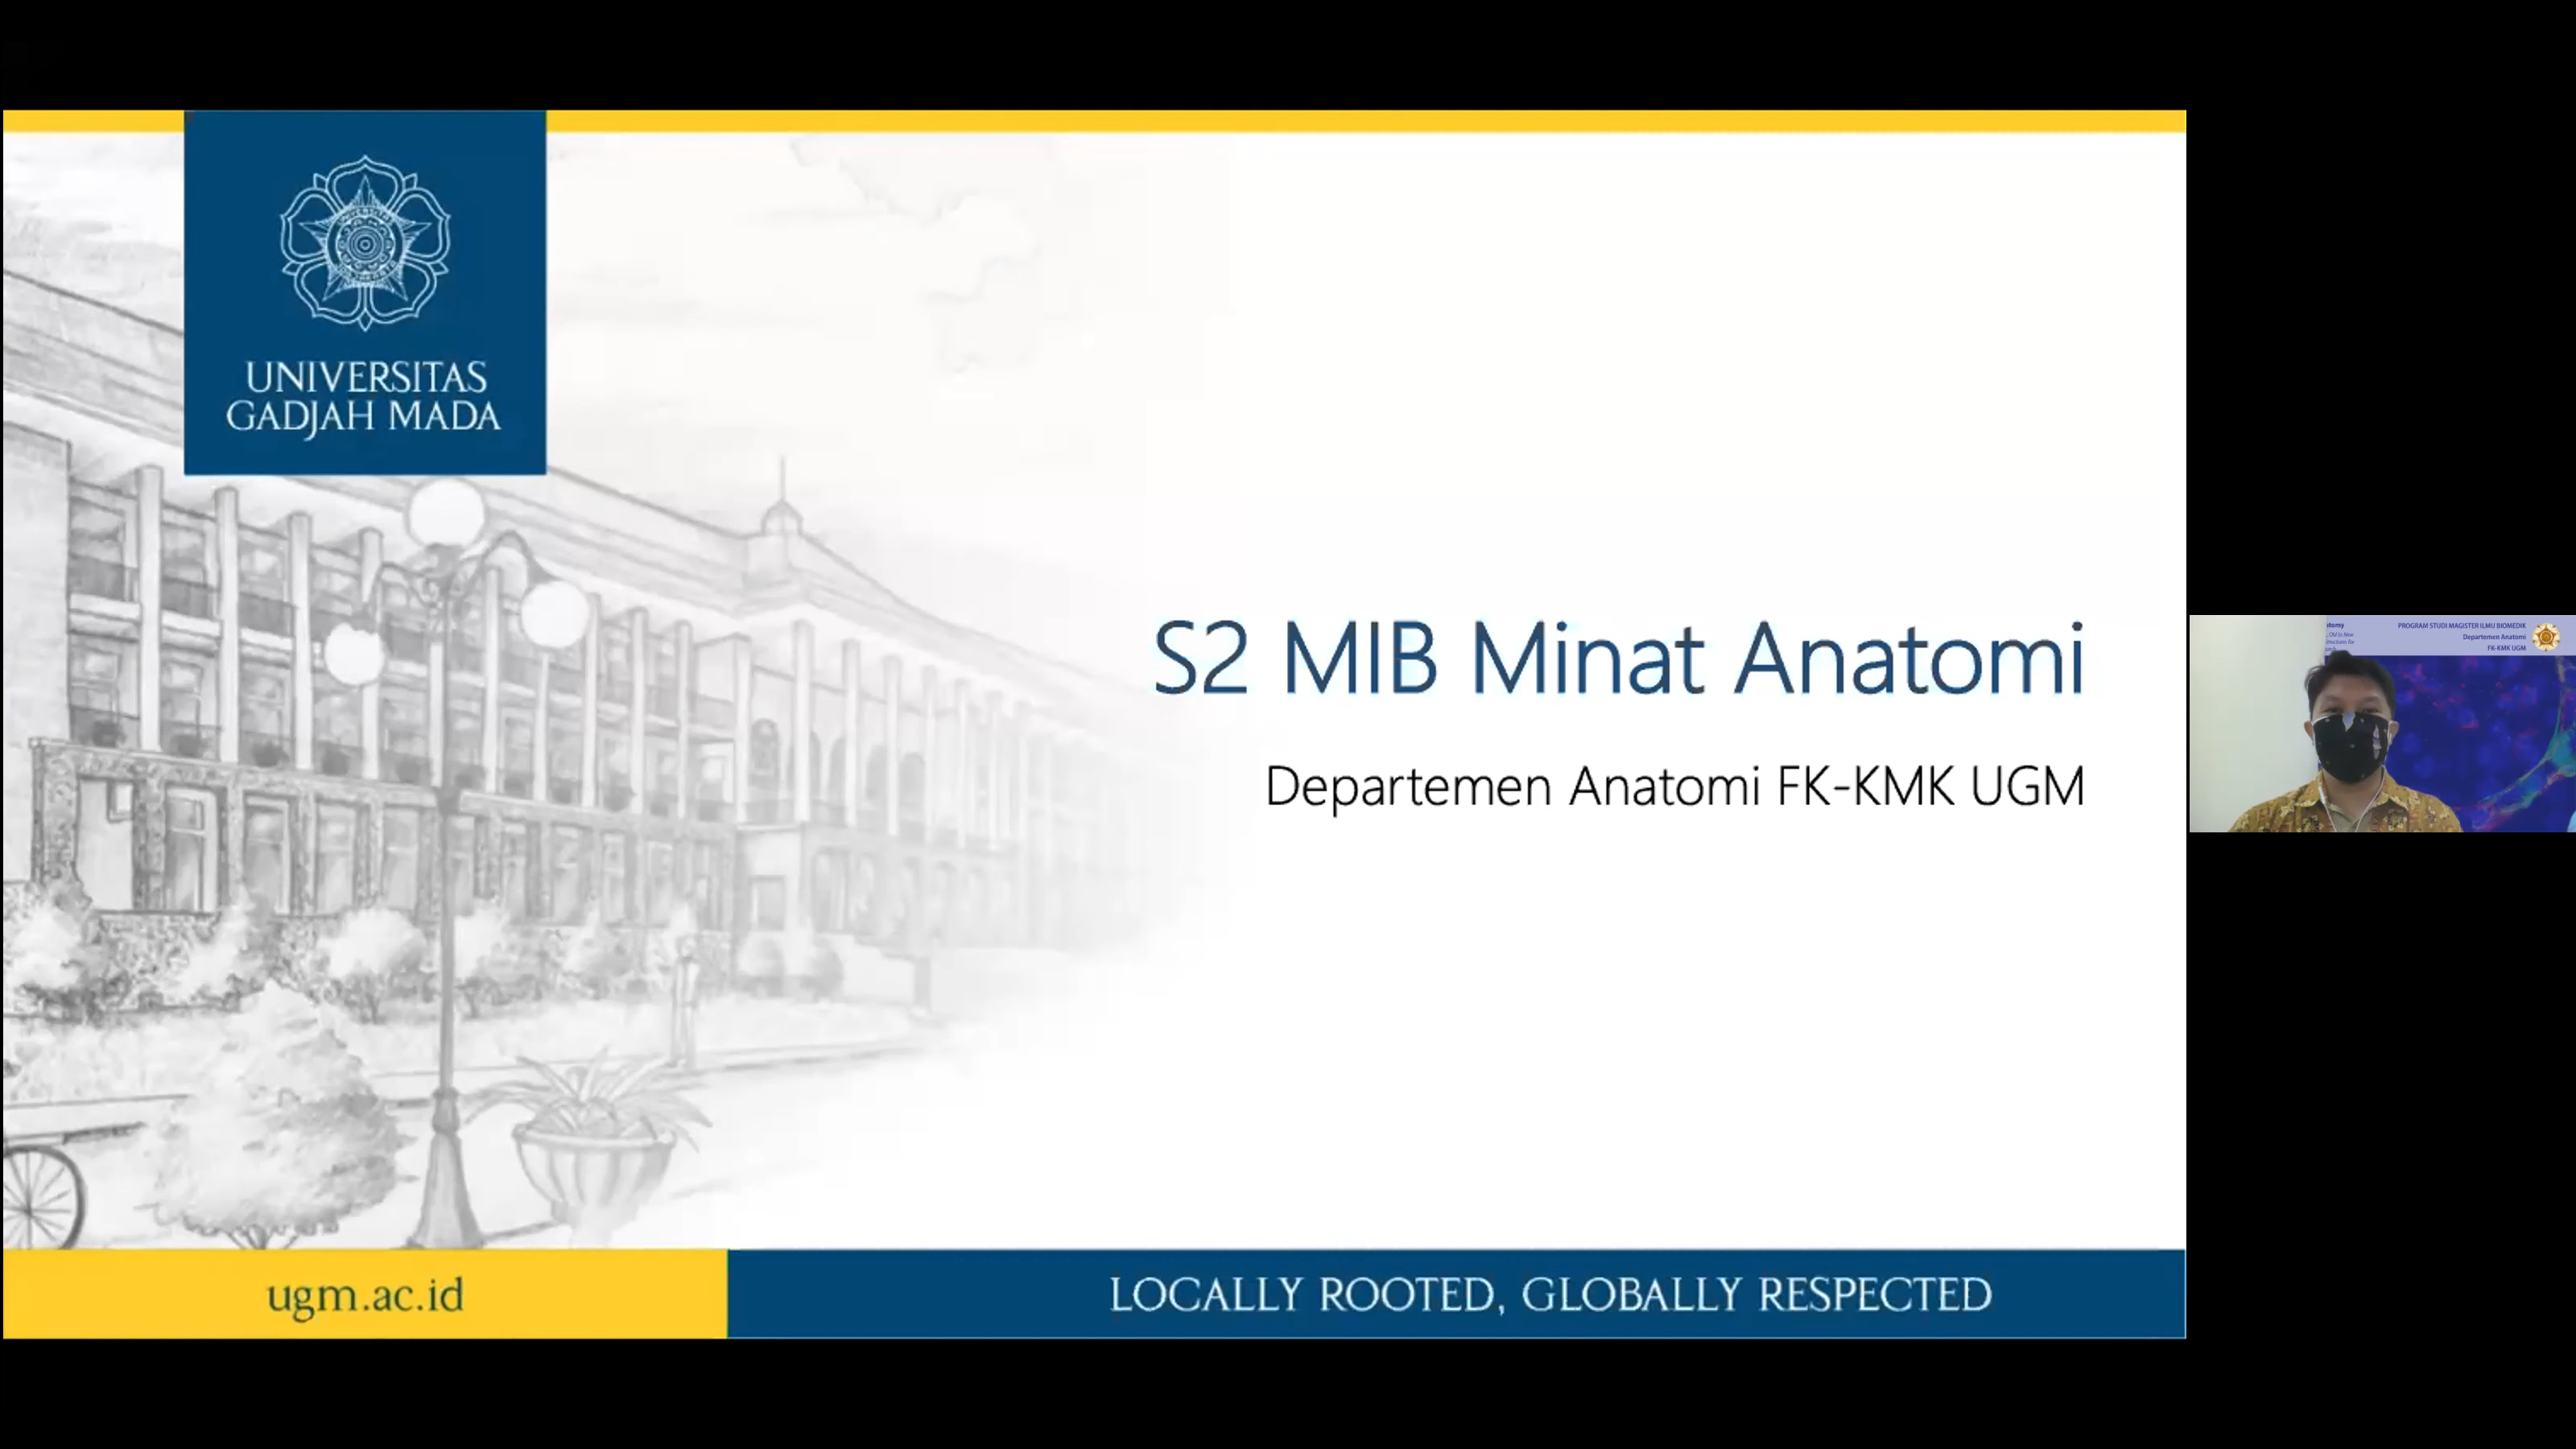 UNIVERSITAS
GADJAH MADA
S2 MIB Minat Anatomi
Departemen Anatomi FK-KMK UGM
ugm.ac.id
LOCALLY ROOTED, GLOBALLY RESPECTED
PROGRAM STUDI MAGISTER ILMU BIOMEDIK
Departemen Anatomi
FK-KMK UGM